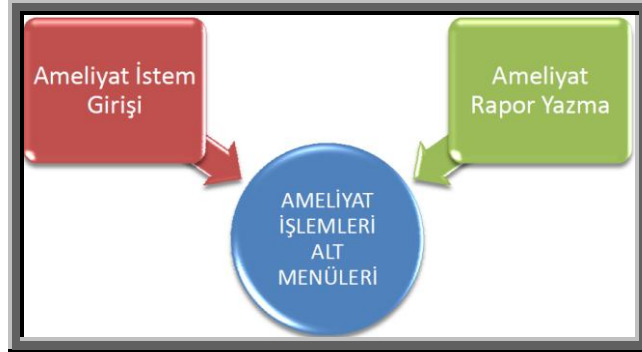 Ameliyat İstem
Girişi
Ameliyat
Rapor Yazma
AMELİYAT
İŞLEMLERİ
ALT
MENÜLERİ